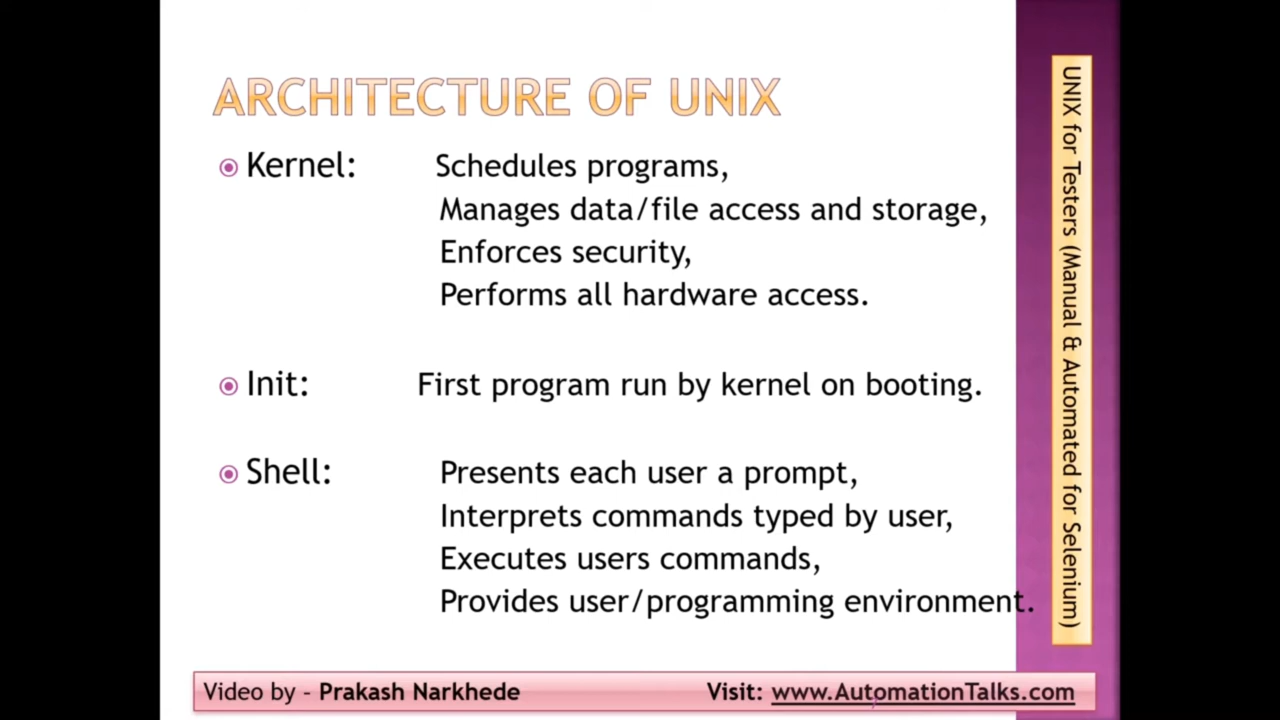 ARCHITECTURE OF UNIX
Kernel: Schedules programs,
Manages data/file access and storage,
Enforces security,
Performs all hardware access.
Init: First program run by kernel on booting.
Shell: Presents each user a prompt,
Interprets commands typed by user,
Executes users commands,
Provides user/programming environment.
UNIX for Testers (Manual & Automated for Selenium)
Video by - Prakash Narkhede Visit: www.AutomationTalks.com